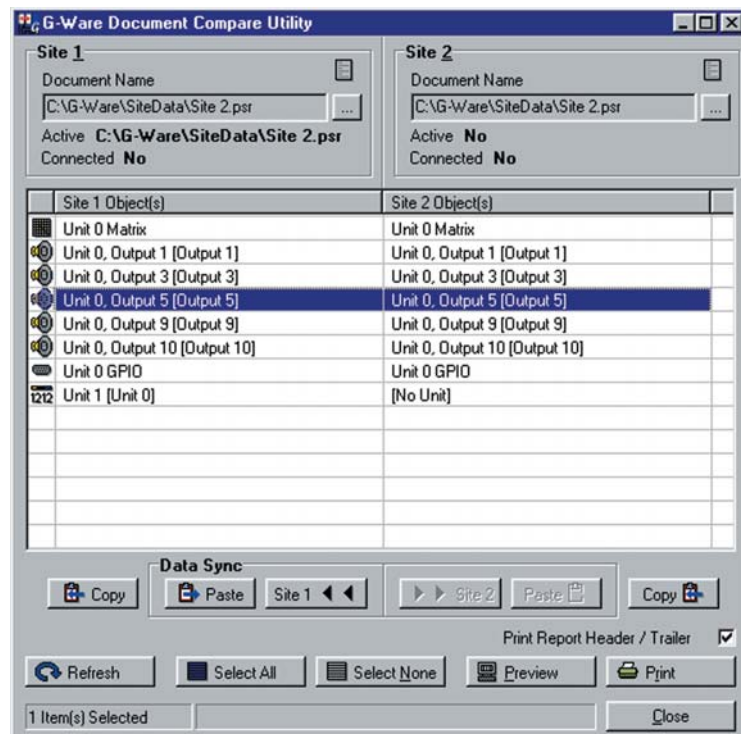 G-Ware Document Compare Utility
Site 1
Document Name
C:\G-Ware\SiteData\Site 2.psr
...
Active C:\G-Ware\SiteData\Site 2.psr
Connected No
Site 2
Document Name
C:\G-Ware\SiteData\Site 2.psr
...
Active No
Connected No
Site 1 Object(s) Site 2 Object(s)
Unit 0 Matrix Unit 0 Matrix
Unit 0, Output 1 [Output 1] Unit 0, Output 1 [Output 1]
Unit 0, Output 3 [Output 3] Unit 0, Output 3 [Output 3]
Unit 0, Output 5 [Output 5] Unit 0, Output 5 [Output 5]
Unit 0, Output 9 [Output 9] Unit 0, Output 9 [Output 9]
Unit 0, Output 10 [Output 10] Unit 0, Output 10 [Output 10]
Unit 0 GPIO Unit 0 GPIO
1212 Unit 1 [Unit 0] [No Unit]
Data Sync
Copy Paste Site 1 Site 2 Paste Copy
Print Report Header / Trailer
Refresh Select All Select None Preview Print
1 Item(s) Selected Close